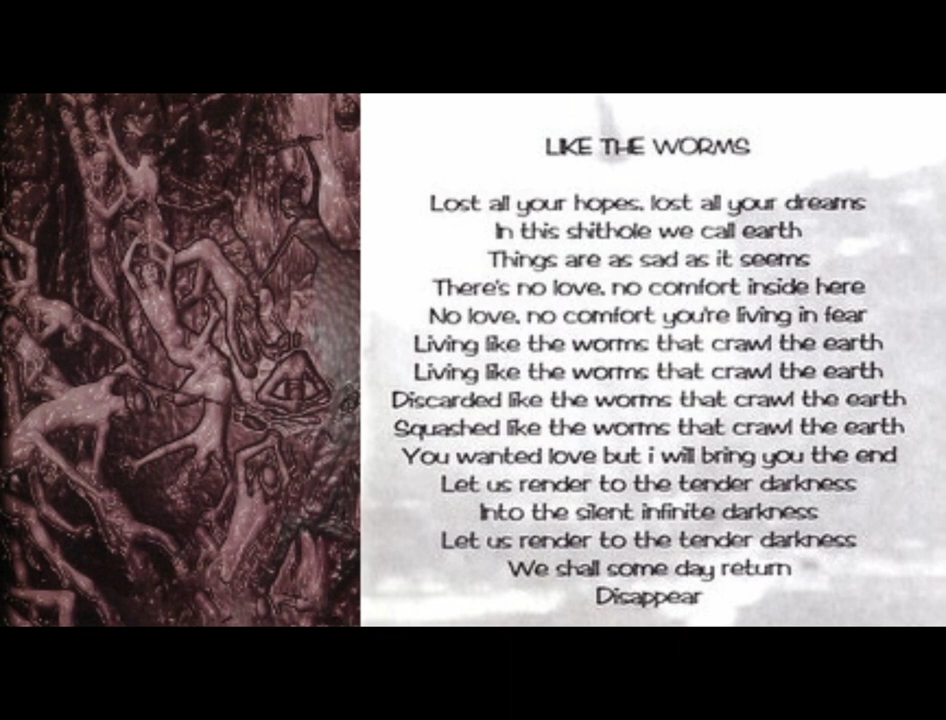 LIKE THE WORMS
Lost all your hopes, lost all your dreams
In this shithole we call earth
Things are as sad as it seems
There's no love, no comfort inside here
No love, no comfort you're living in fear
Living like the worms that crawl the earth
Living like the worms that crawl the earth
Discarded like the worms that crawl the earth
Squashed like the worms that crawl the earth
You wanted love but i will bring you the end
Let us render to the tender darkness
Into the silent infinite darkness
Let us render to the tender darkness
We shall some day return
Disappear